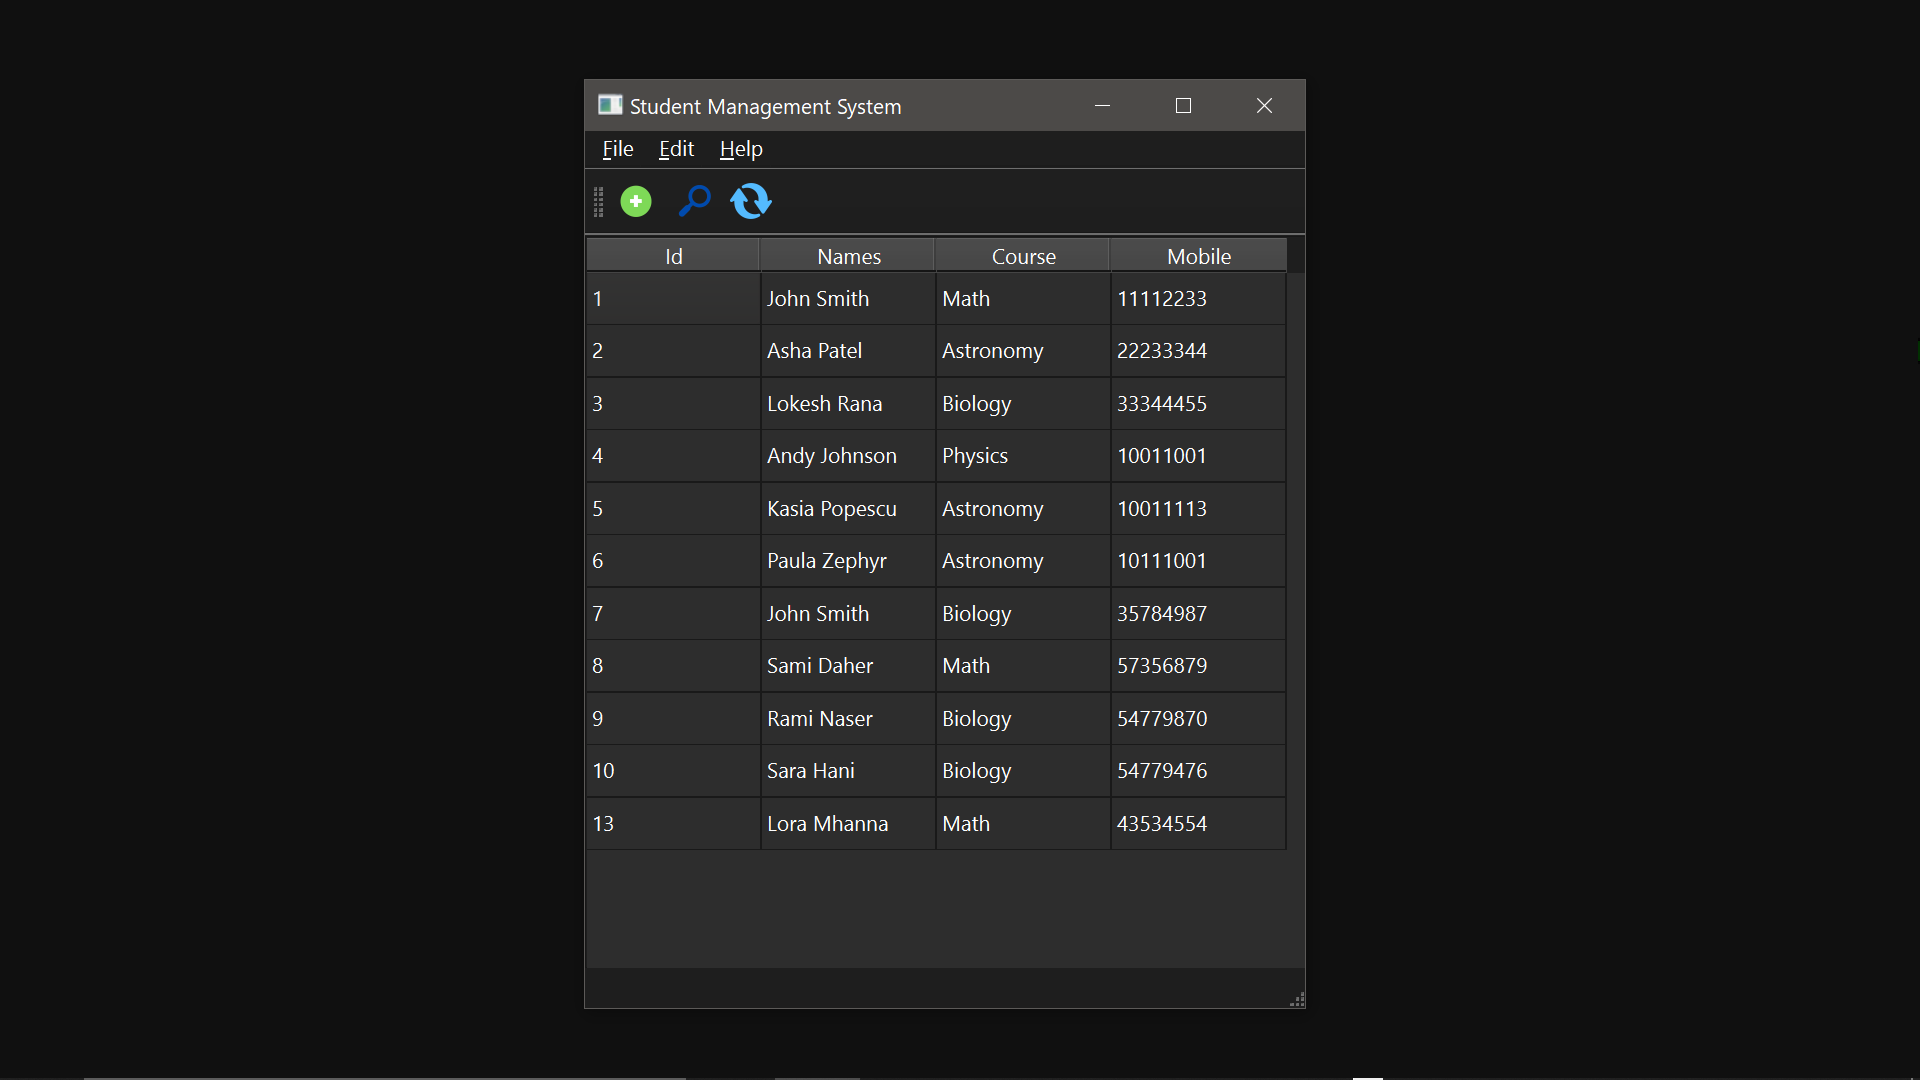 Student Management System
File Edit Help
Id Names Course Mobile
1 John Smith Math 11112233
2 Asha Patel Astronomy 22233344
3 Lokesh Rana Biology 33344455
4 Andy Johnson Physics 10011001
5 Kasia Popescu Astronomy 10011113
6 Paula Zephyr Astronomy 10111001
7 John Smith Biology 35784987
8 Sami Daher Math 57356879
9 Rami Naser Biology 54779870
10 Sara Hani Biology 54779476
13 Lora Mhanna Math 43534554